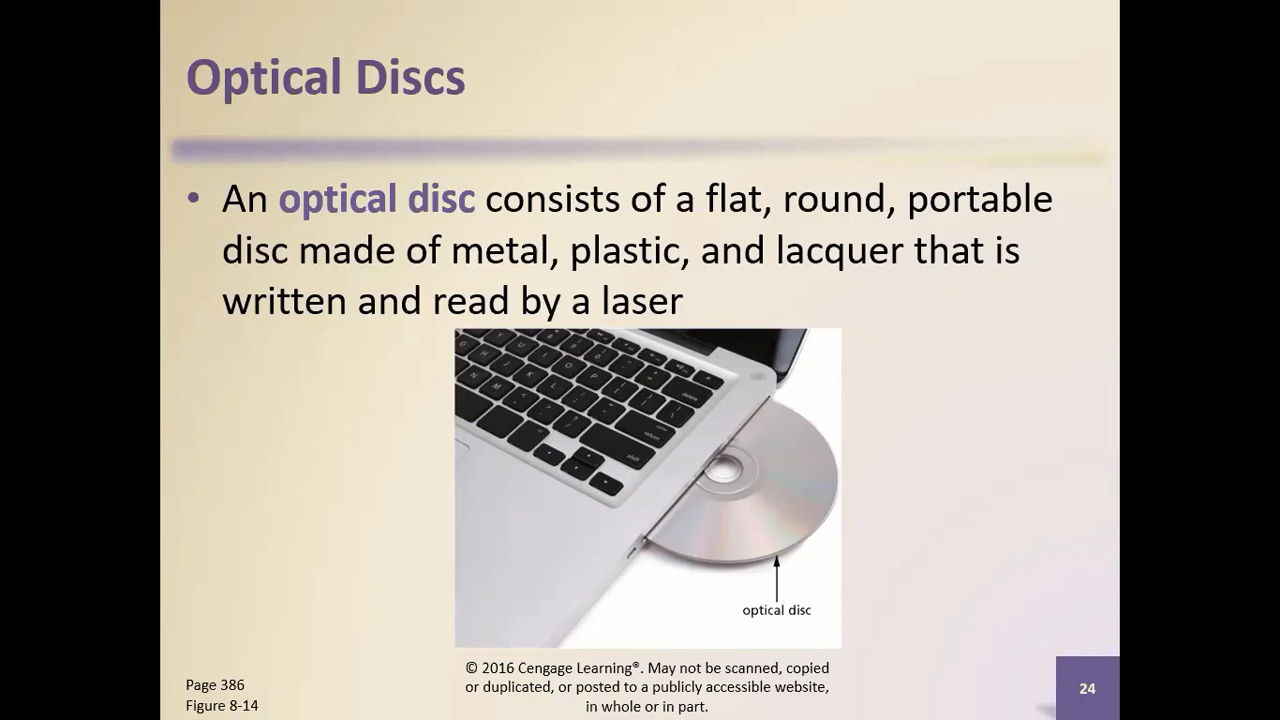 Optical Discs
• An optical disc consists of a flat, round, portable
disc made of metal, plastic, and lacquer that is
written and read by a laser
optical disc
Page 386
Figure 8-14
© 2016 Cengage Learning®. May not be scanned, copied
or duplicated, or posted to a publicly accessible website,
in whole or in part.
24